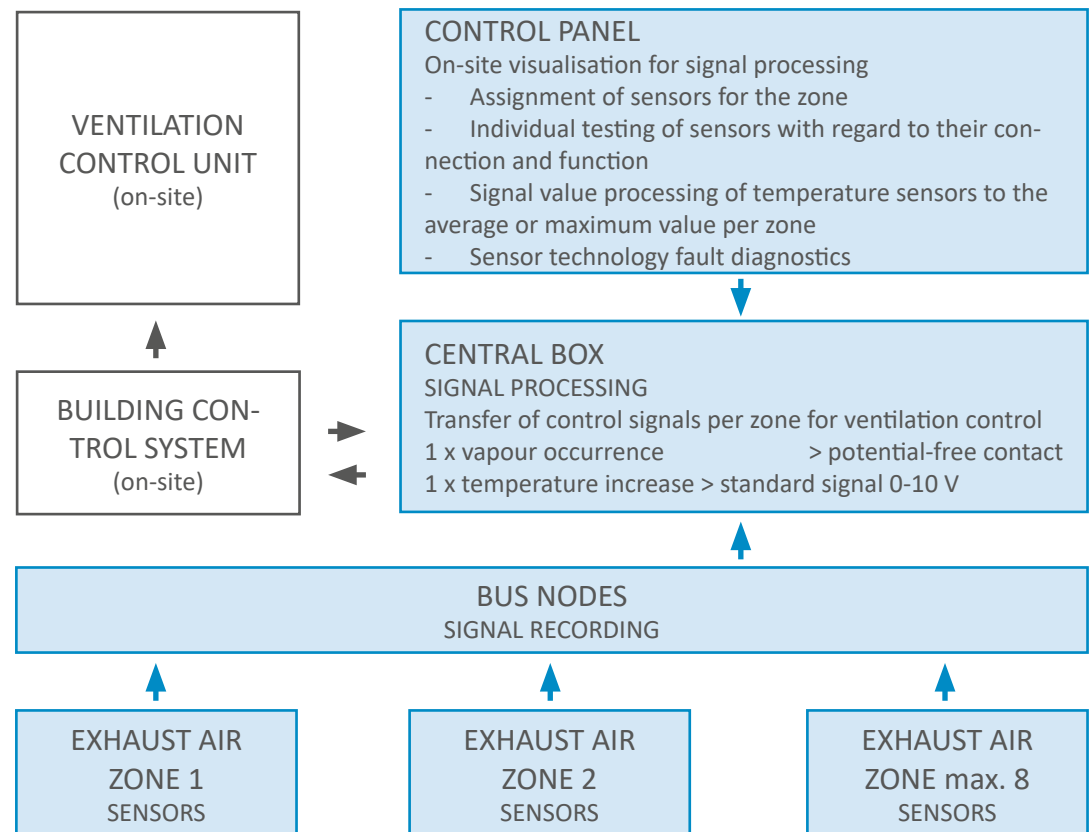 VENTILATION
CONTROL UNIT
(on-site)
CONTROL PANEL
On-site visualisation for signal processing
- Assignment of sensors for the zone
- Individual testing of sensors with regard to their con-
nection and function
- Signal value processing of temperature sensors to the
average or maximum value per zone
- Sensor technology fault diagnostics
BUILDING CON-
TROL SYSTEM
(on-site)
CENTRAL BOX
SIGNAL PROCESSING
Transfer of control signals per zone for ventilation control
1 x vapour occurrence > potential-free contact
1 x temperature increase > standard signal 0-10 V
BUS NODES
SIGNAL RECORDING
EXHAUST AIR
ZONE 1
SENSORS
EXHAUST AIR
ZONE 2
SENSORS
EXHAUST AIR
ZONE max. 8
SENSORS